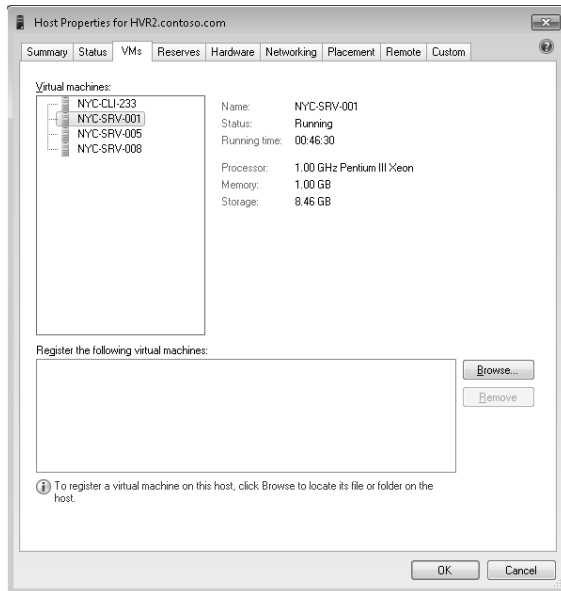 Host Properties for HVR2.contoso.com
Summary Status VMs Reserves Hardware Networking Placement Remote Custom
Virtual machines:
NYC-CLI-233
NYC-SRV-001
NYC-SRV-005
NYC-SRV-008
Name: NYC-SRV-001
Status: Running
Running time: 00:46:30
Processor: 1.00 GHz Pentium III Xeon
Memory: 1.00 GB
Storage: 8.46 GB
Register the following virtual machines:
Browse...
Remove
To register a virtual machine on this host, click Browse to locate its file or folder on the
host.
OK Cancel